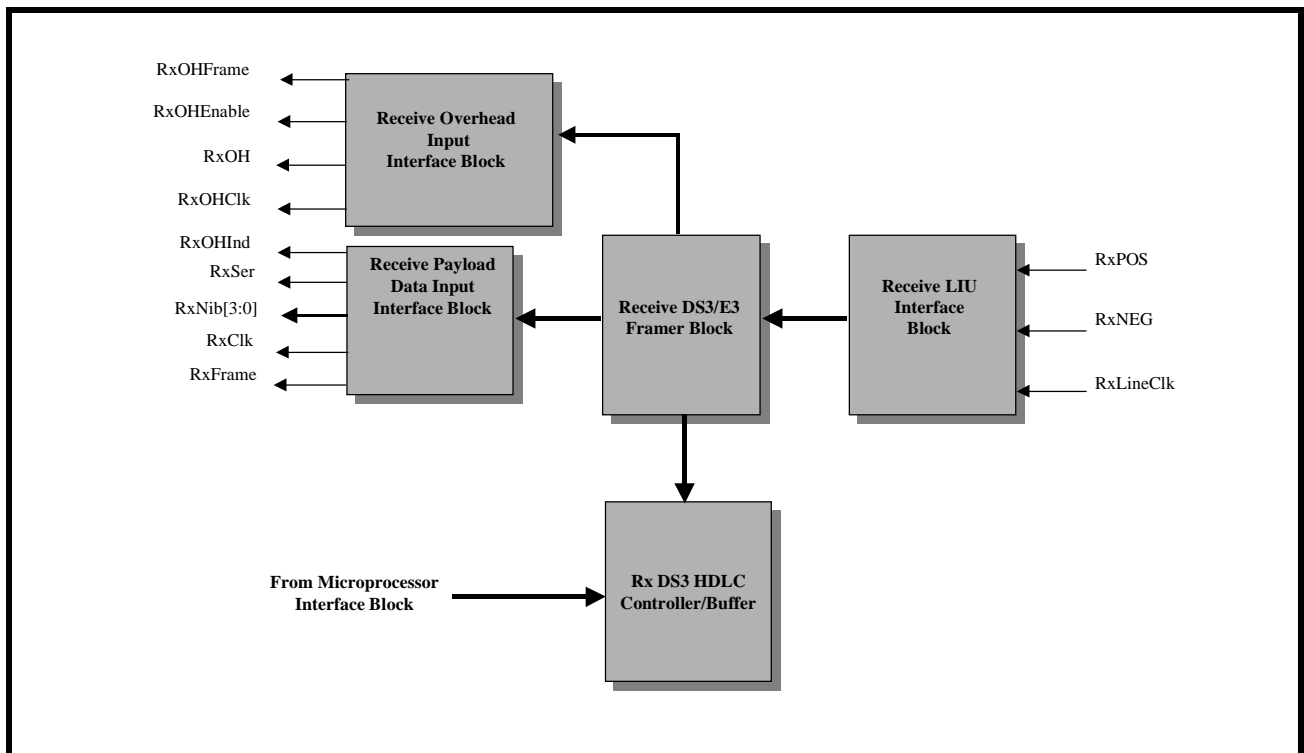 RxOHFrame
RxOHEnable
RxOH
RxOHClk
Receive Overhead
Input
Interface Block
RxOHInd
RxSer
RxNib[3:0]
RxClk
RxFrame
Receive Payload
Data Input
Interface Block
Receive DS3/E3
Framer Block
Receive LIU
Interface
Block
RxPOS
RxNEG
RxLineClk
From Microprocessor
Interface Block
Rx DS3 HDLC
Controller/Buffer